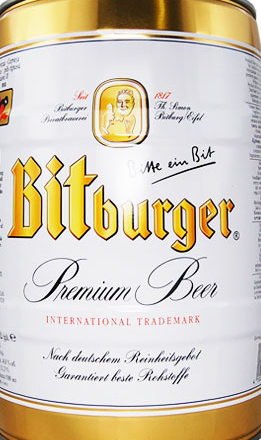 Seit 1817
Bitburger Th. Simon
Privatbrauerei Bitburg/Eifel
Bitte ein Bit
Bitburger®
Premium Beer
INTERNATIONAL TRADEMARK
Nach deutschem Reinheitsgebot
Garantiert beste Rohstoffe